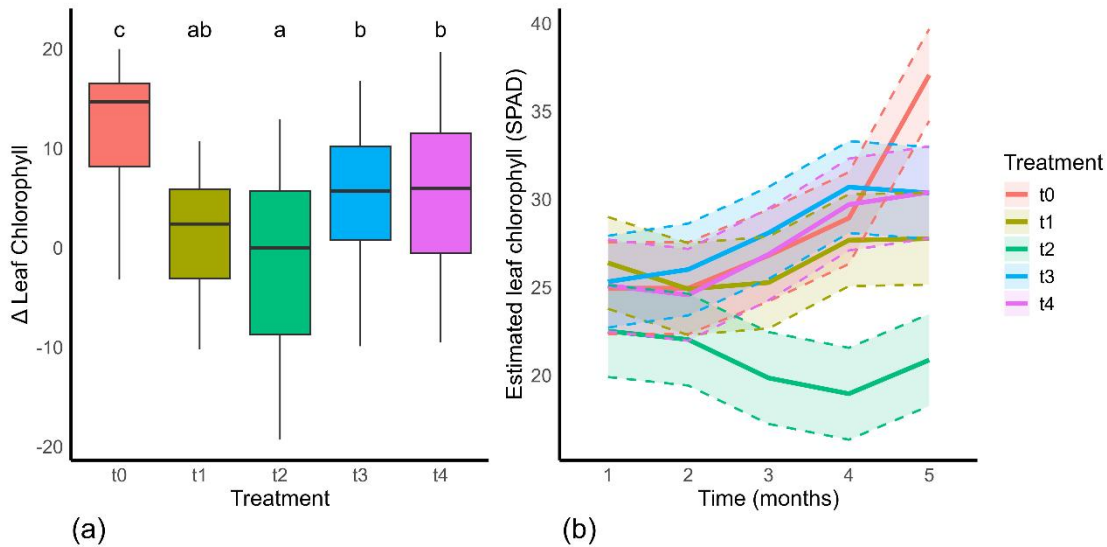 c ab a b b
20
10
0
-10
-20
Δ Leaf Chlorophyll
t0 t1 t2 t3 t4
Treatment
(a)
40
35
30
25
20
Estimated leaf chlorophyll (SPAD)
1 2 3 4 5
Time (months)
(b)
Treatment
t0
t1
t2
t3
t4